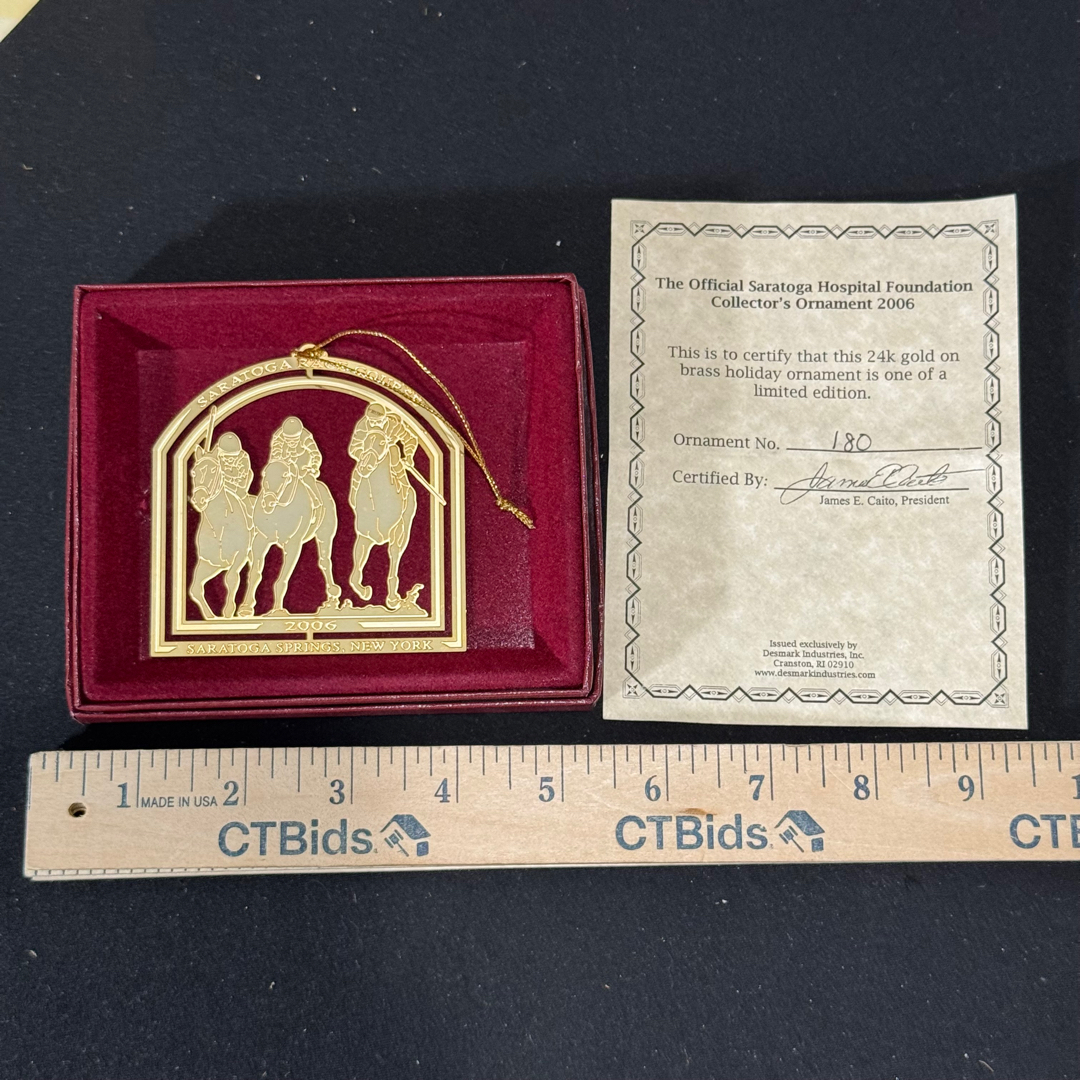 SARATOGA
2006
SARATOGA SPRINGS, NEW YORK
The Official Saratoga Hospital Foundation
Collector's Ornament 2006
This is to certify that this 24k gold on
brass holiday ornament is one of a
limited edition.
Ornament No. 180
Certified By: James E. Caito
James E. Caito, President
Issued exclusively by
Desmark Industries, Inc.
Cranston, RI 02910
www.desmarkindustries.com
1 MADE IN USA 2 3 4 5 6 7 8 9 1
CTBids. CTBids. CTB